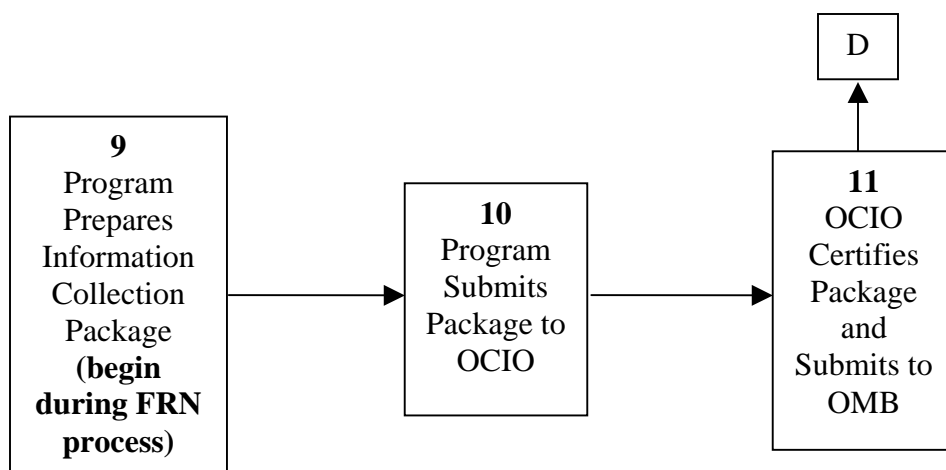 D
9
Program
Prepares
Information
Collection
Package
(begin
during FRN
process)
10
Program
Submits
Package to
OCIO
11
OCIO
Certifies
Package
and
Submits to
OMB